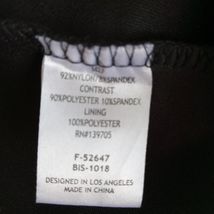 92%NYLON/8%SPANDEX
CONTRAST
90%POLYESTER 10%SPANDEX
LINING
100%POLYESTER
RN#139705
F-52647
BIS-1018
DESIGNED IN LOS ANGELES
MADE IN CHINA